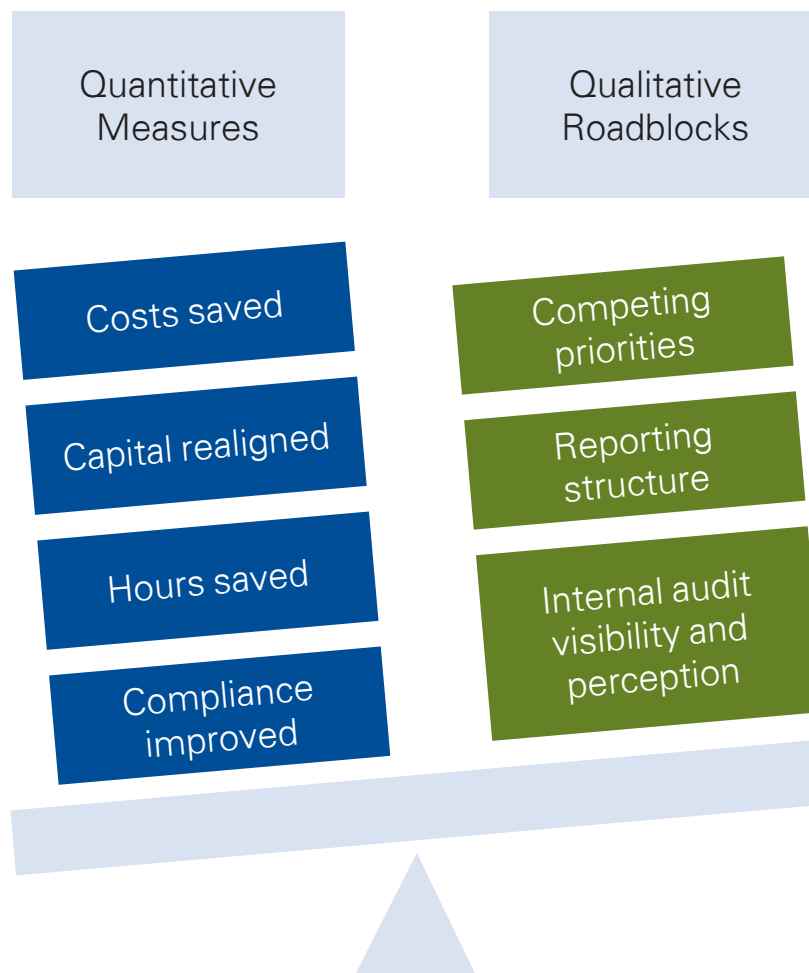 Quantitative
Measures
Qualitative
Roadblocks
Costs saved
Capital realigned
Hours saved
Compliance
improved
Competing
priorities
Reporting
structure
Internal audit
visibility and
perception